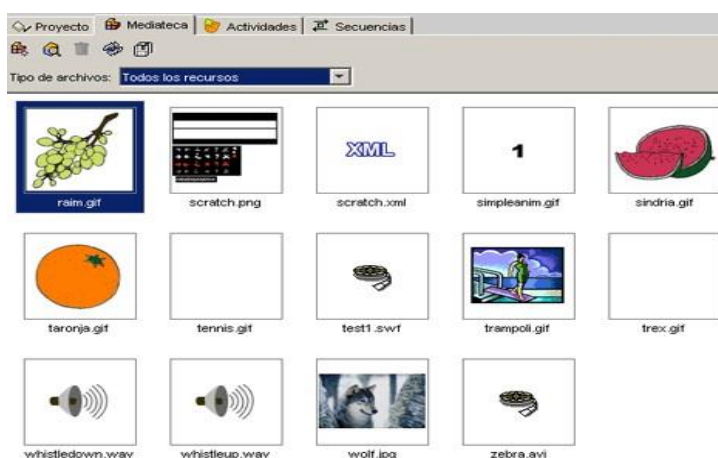 Proyecto Mediateca Actividades Secuencias
Tipo de archivos: Todos los recursos
XML
1
raim.gif scratch.png scratch.xml simpleanim.gif sindria.gif
taronja.gif tennis.gif test1.swf trampoli.gif trex.gif
whistledown.wav whistleup.wav wolf.jpg zebra.avi